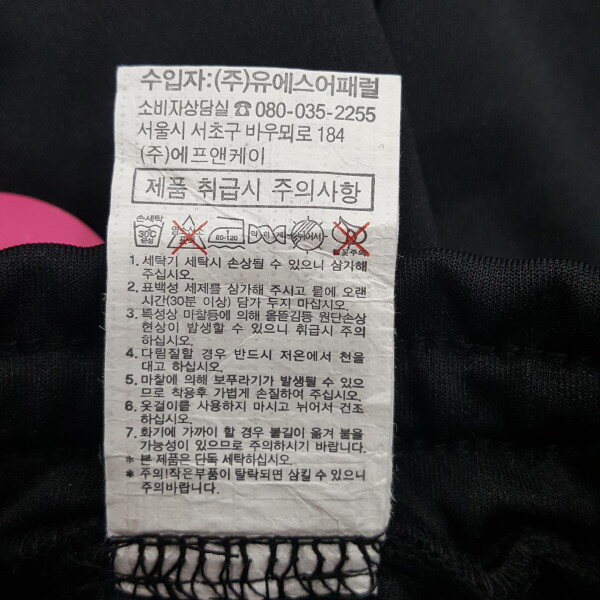 수입자:(주)유에스어패럴
소비자상담실 ☎ 080-035-2255
서울시 서초구 바우뫼로 184
(주)에프앤케이
제품 취급시 주의사항
손세탁
30℃
중성
80-120
1. 세탁기 세탁시 손상될 수 있으니 삼가해
주십시오.
2. 표백성 세제를 심가해 주시고 물에 오랜
시간(30분 이상) 담가 두지 마십시오.
3. 특성상 마찰등에 의해 올뜯김등 원단손상
현상이 발생할 수 있으니 취급시 주의
하십시오.
4. 다림질할 경우 반드시 저온에서 천을
대고 하십시오.
5. 마찰에 의해 보푸라기가 발생될 수 있으
므로 착용후 가볍게 손질하여 주십시오.
6. 옷걸이를 사용하지 마시고 뉘어서 건조
하십시오.
7. 화기에 가까이 할 경우 불길이 옮겨 붙을
가능성이 있으므로 주의하시기 바랍니다.
* 본 제품은 단독 세탁하십시오.
* 주의!작은부품이 탈락되면 삼킬 수 있으니
주의바랍니다.